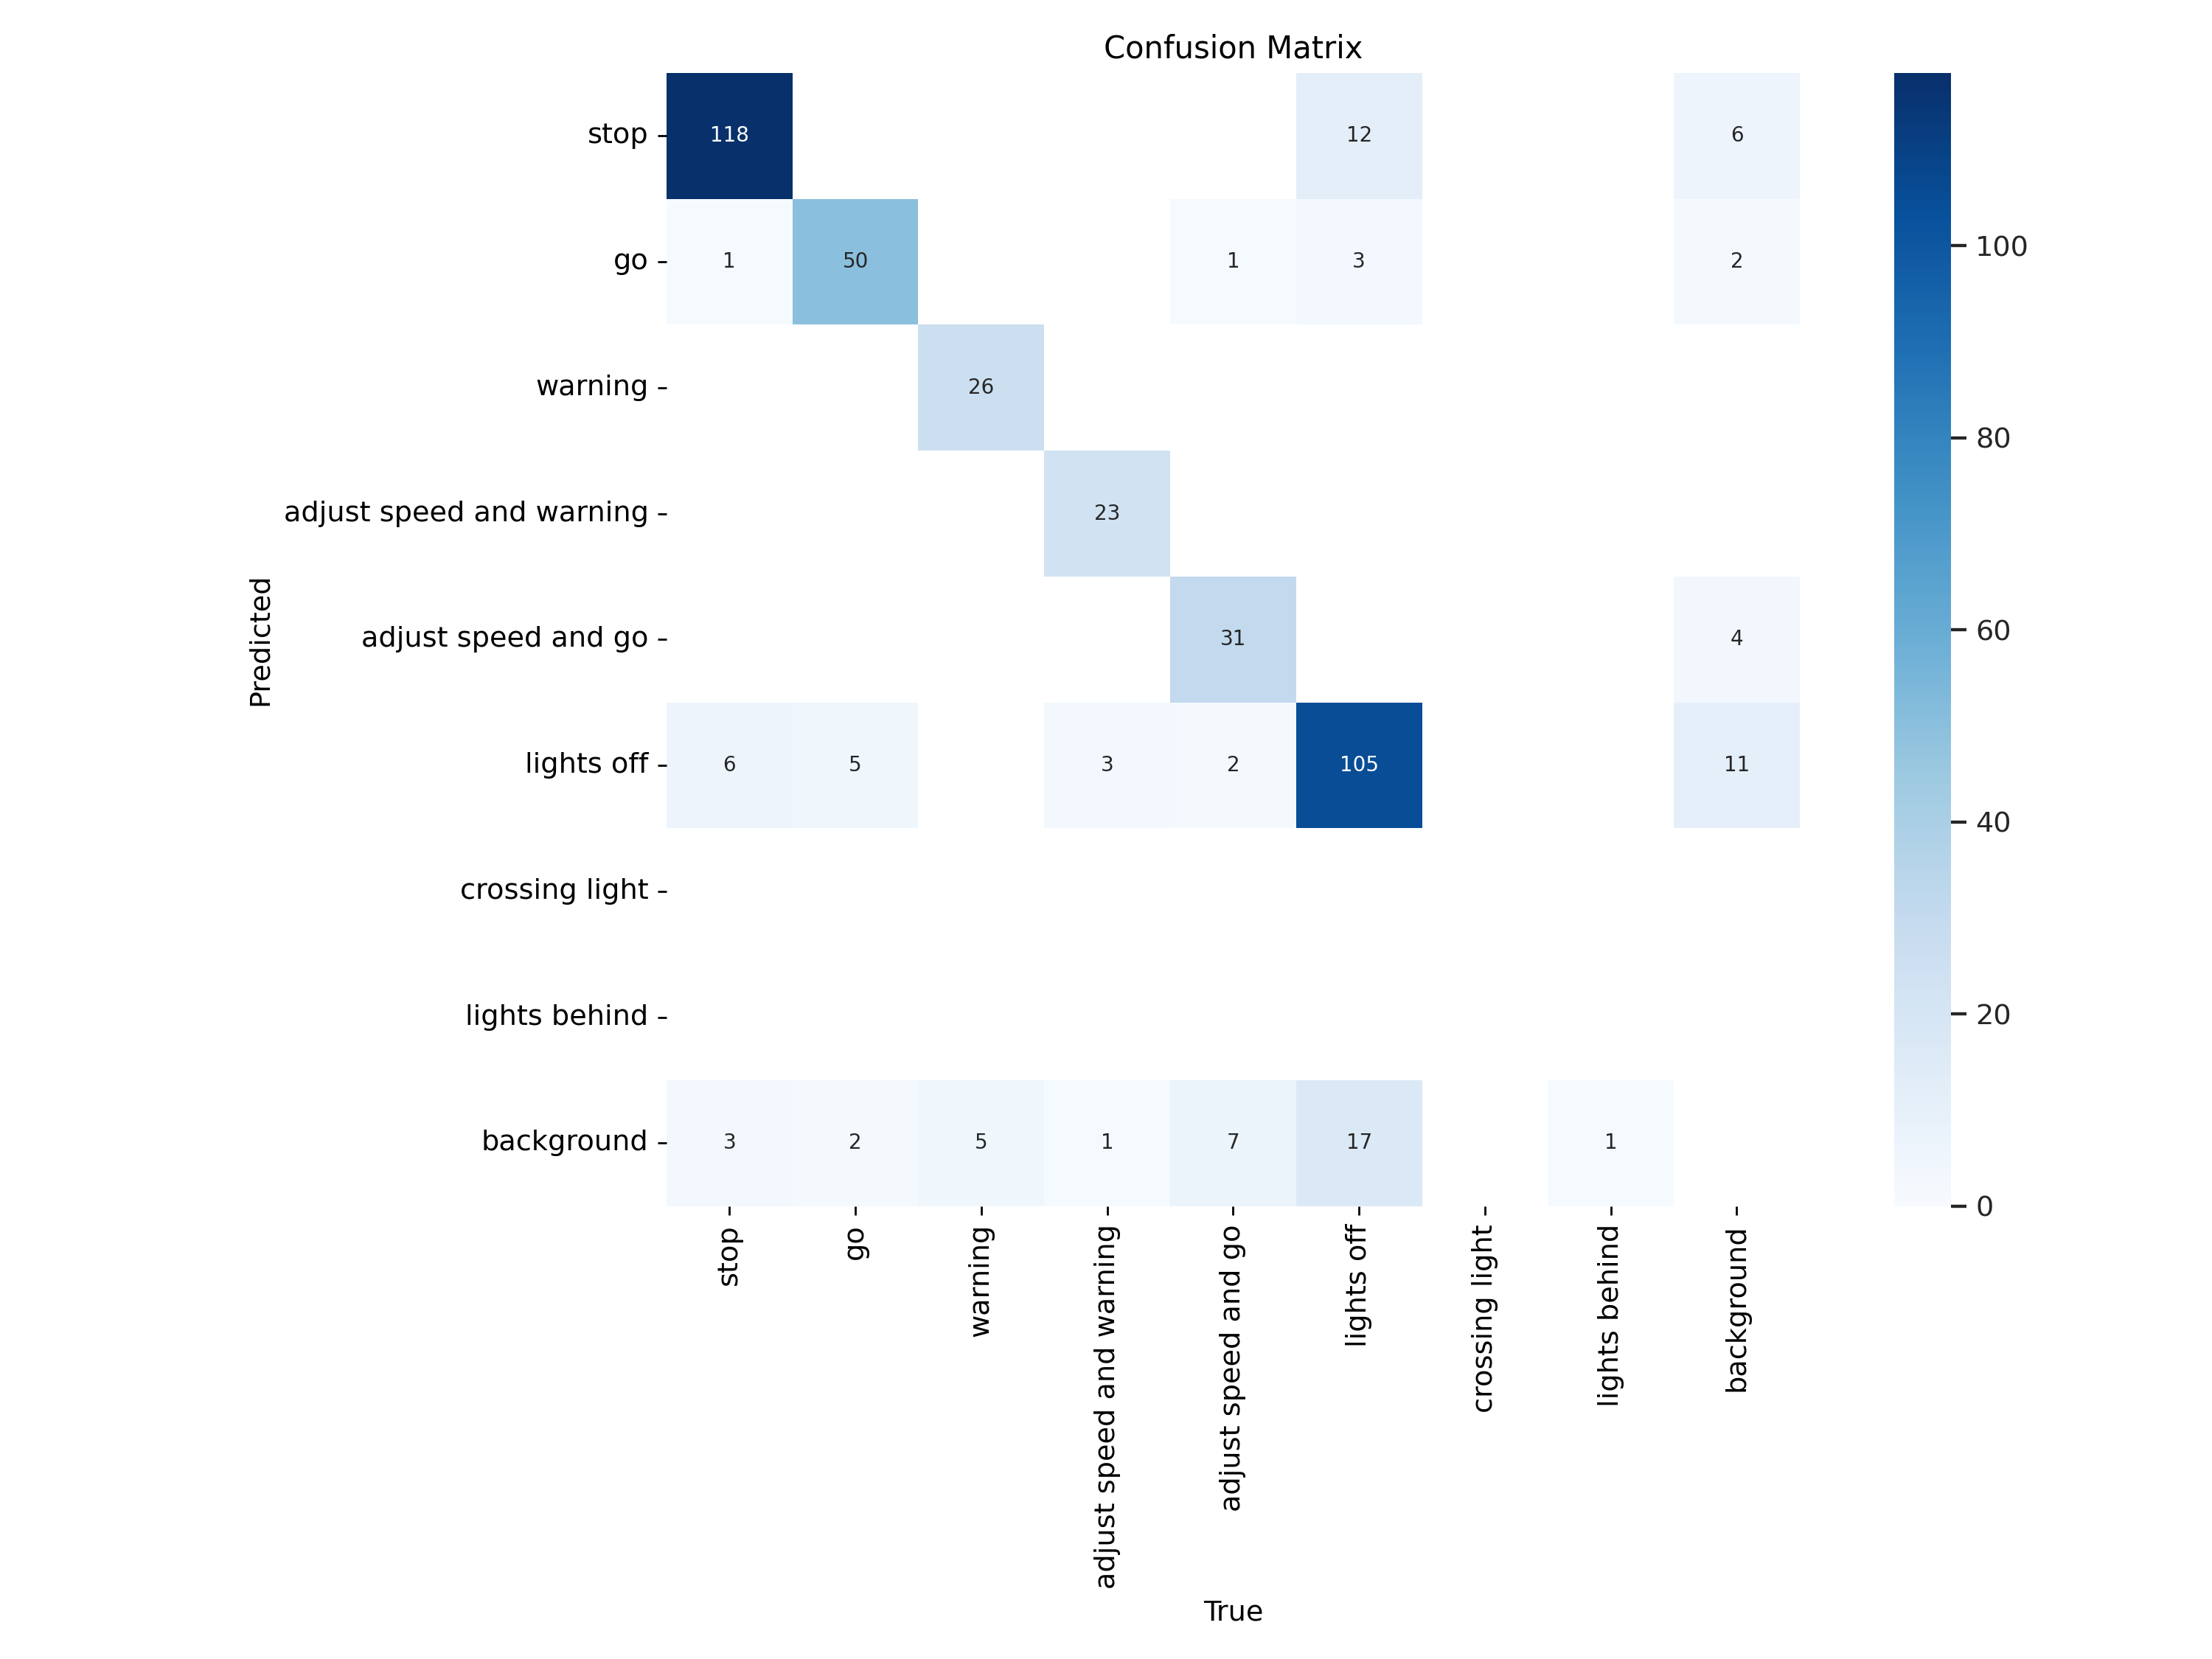 Confusion Matrix
stop 118 12 6
go 1 50 1 3 2
warning 26
adjust speed and warning 23
adjust speed and go 31 4
lights off 6 5 3 2 105 11
crossing light
lights behind
background 3 2 5 1 7 17 1
Predicted
stop
go
warning
adjust speed and warning
adjust speed and go
lights off
crossing light
lights behind
background
True
100
80
60
40
20
0